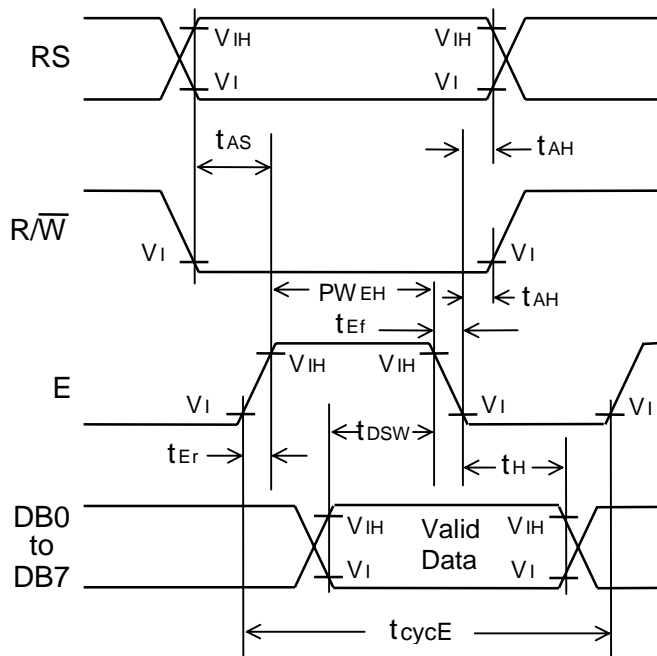 RS
VIH
VI
VIH
VI
tAS
tAH
R/W̅
VI
VI
PWEH
tAH
tEf
E
VI
VIH
VIH
VI
VI
tDSW
tEr
tH
DB0
to
DB7
VIH
VI
Valid
Data
VIH
VI
tcycE